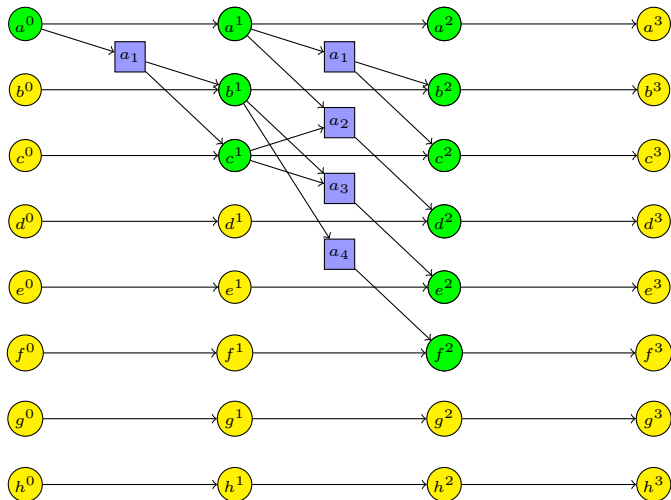 a⁰ a¹ a² a³
a₁ a₁
b⁰ b¹ b² b³
a₂
c⁰ c¹ c² c³
a₃
d⁰ d¹ d² d³
a₄
e⁰ e¹ e² e³
f⁰ f¹ f² f³
g⁰ g¹ g² g³
h⁰ h¹ h² h³